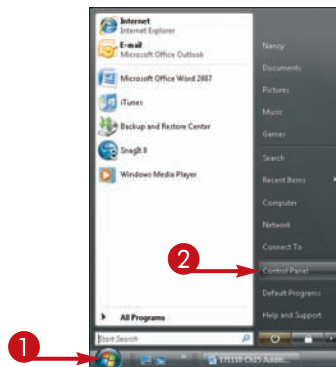 Internet
Internet Explorer
E-mail
Microsoft Office Outlook
Microsoft Office Word 2007
iTunes
Backup and Restore Center
SnagIt 8
Windows Media Player
All Programs
Start Search
Nancy
Documents
Pictures
Music
Games
Search
Recent Items
Computer
Network
Connect To
2
Control Panel
Default Programs
Help and Support
1